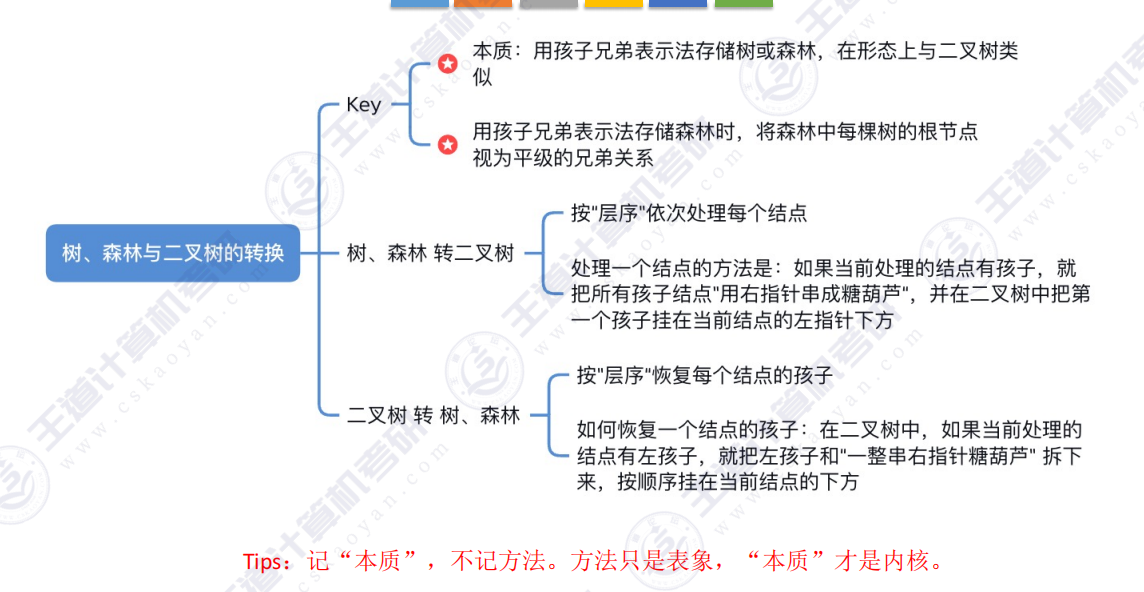 本质：用孩子兄弟表示法存储树或森林，在形态上与二叉树类
似
Key
用孩子兄弟表示法存储森林时，将森林中每棵树的根节点
视为平级的兄弟关系
树、森林与二叉树的转换
按"层序"依次处理每个结点
树、森林 转二叉树
处理一个结点的方法是：如果当前处理的结点有孩子，就
把所有孩子结点"用右指针串成糖葫芦“，并在二叉树中把第
一个孩子挂在当前结点的左指针下方
按"层序“恢复每个结点的孩子
二叉树 转 树、森林
如何恢复一个结点的孩子：在二叉树中，如果当前处理的
结点有左孩子，就把左孩子和"一整串右指针糖葫芦" 拆下
来，按顺序挂在当前结点的下方
Tips：记“本质”，不记方法。方法只是表象，“本质”才是内核。
王道计算机考研
www.cskaoyan.com